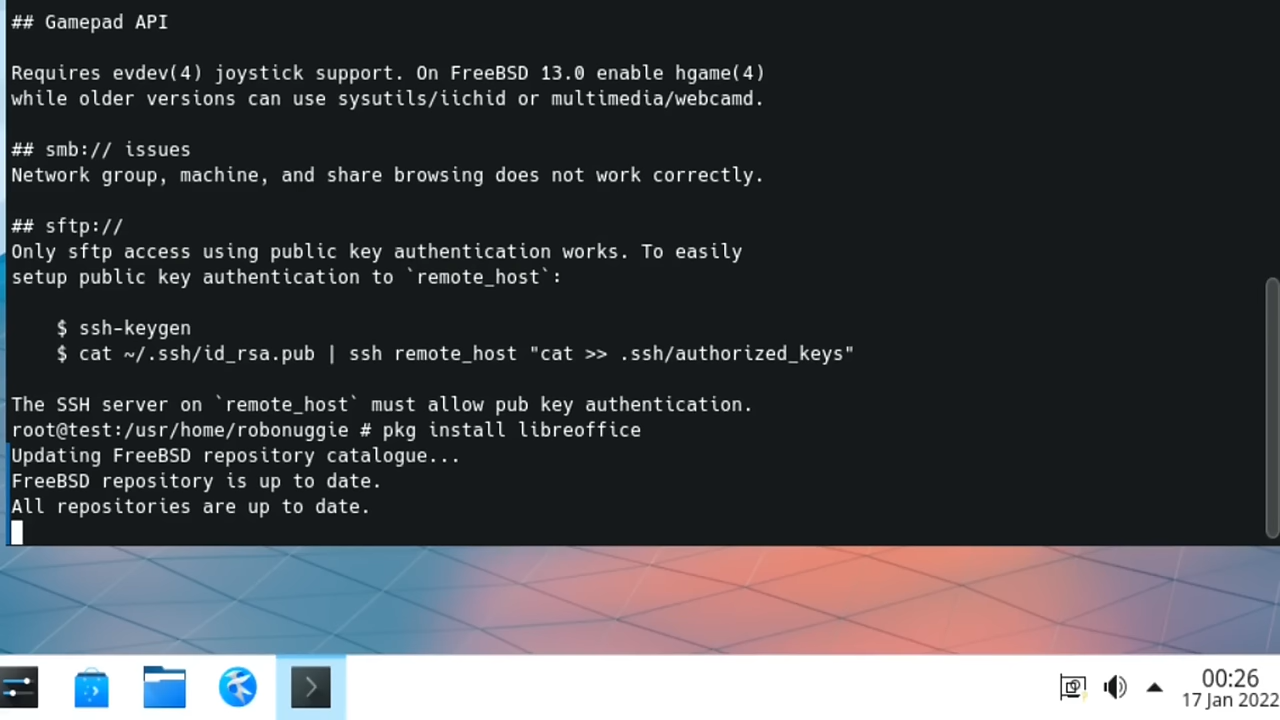 ## Gamepad API
Requires evdev(4) joystick support. On FreeBSD 13.0 enable hgame(4)
while older versions can use sysutils/iichid or multimedia/webcamd.
## smb:// issues
Network group, machine, and share browsing does not work correctly.
## sftp://
Only sftp access using public key authentication works. To easily
setup public key authentication to `remote_host`:
$ ssh-keygen
$ cat ~/.ssh/id_rsa.pub | ssh remote_host "cat >> .ssh/authorized_keys"
The SSH server on `remote_host` must allow pub key authentication.
root@test:/usr/home/robonuggie # pkg install libreoffice
Updating FreeBSD repository catalogue...
FreeBSD repository is up to date.
All repositories are up to date.
00:26
17 Jan 2022